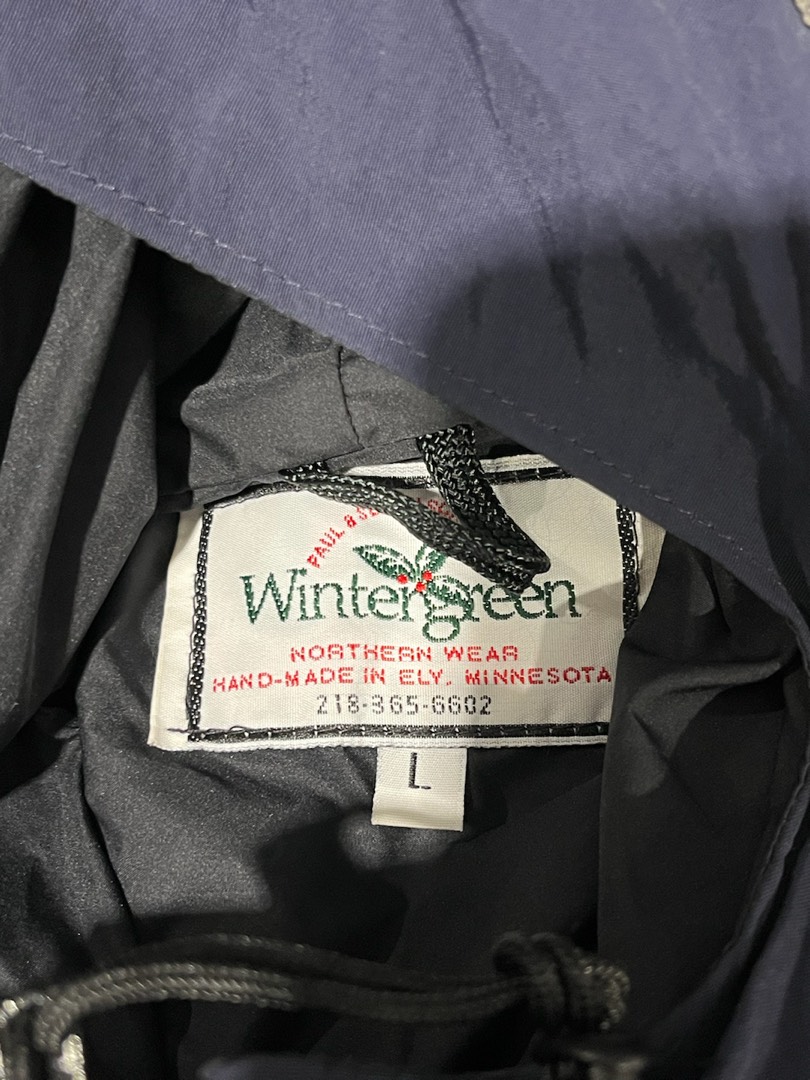 PAUL &
Wintergreen
NORTHERN WEAR
HAND-MADE IN ELY, MINNESOTA
218-365-6602
L